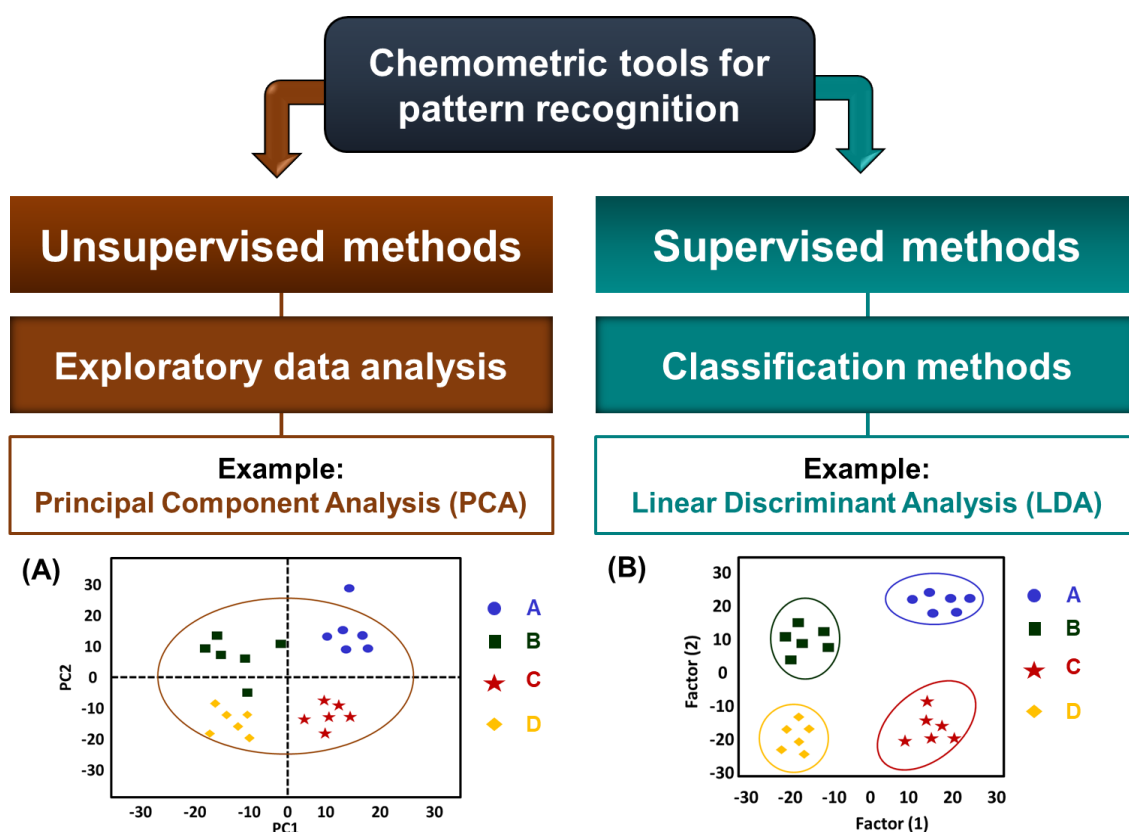 Chemometric tools for
pattern recognition
Unsupervised methods
Supervised methods
Exploratory data analysis
Classification methods
Example:
Principal Component Analysis (PCA)
Example:
Linear Discriminant Analysis (LDA)
(A)
30
20
10
0
-10
-20
-30
PC2
-30
-20
-10
0
10
20
30
PC1
A
B
C
D
(B)
30
20
10
0
-10
-20
-30
Factor (2)
-30
-20
-10
0
10
20
30
Factor (1)
A
B
C
D